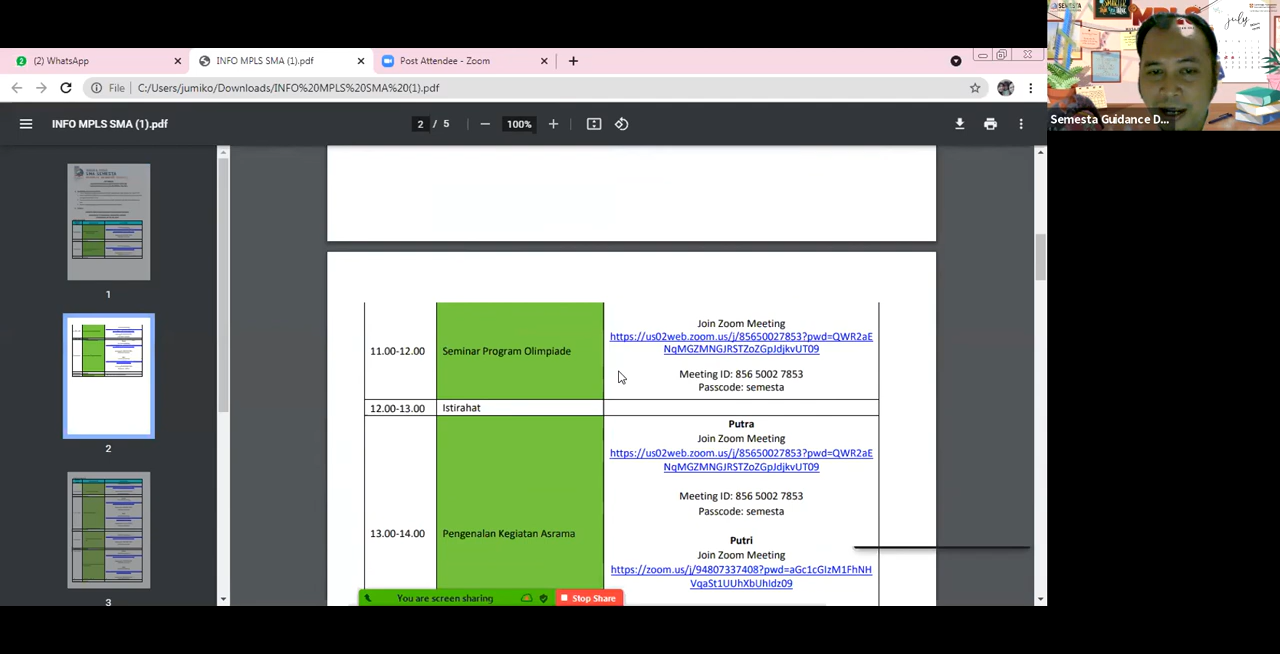 (2) WhatsApp
INFO MPLS SMA (1).pdf
Post Attendee - Zoom
File
C:/Users/jumiko/Downloads/INFO%20MPLS%20SMA%20(1).pdf
INFO MPLS SMA (1).pdf
2 / 5
100%
1
2
3
11.00-12.00
Seminar Program Olimpiade
Join Zoom Meeting
https://us02web.zoom.us/j/85650027853?pwd=QWR2aE
NqMGZMNGJRSTZoZGpJdjkvUT09
Meeting ID: 856 5002 7853
Passcode: semesta
12.00-13.00
Istirahat
13.00-14.00
Pengenalan Kegiatan Asrama
Putra
Join Zoom Meeting
https://us02web.zoom.us/j/85650027853?pwd=QWR2aE
NqMGZMNGJRSTZoZGpJdjkvUT09
Meeting ID: 856 5002 7853
Passcode: semesta
Putri
Join Zoom Meeting
https://zoom.us/j/94807337408?pwd=aGc1cGIzM1FhNH
VqaSt1UUhXbUhIdz09
You are screen sharing
Stop Share
SEMESTA
MPLS
july
Semesta Guidance D...